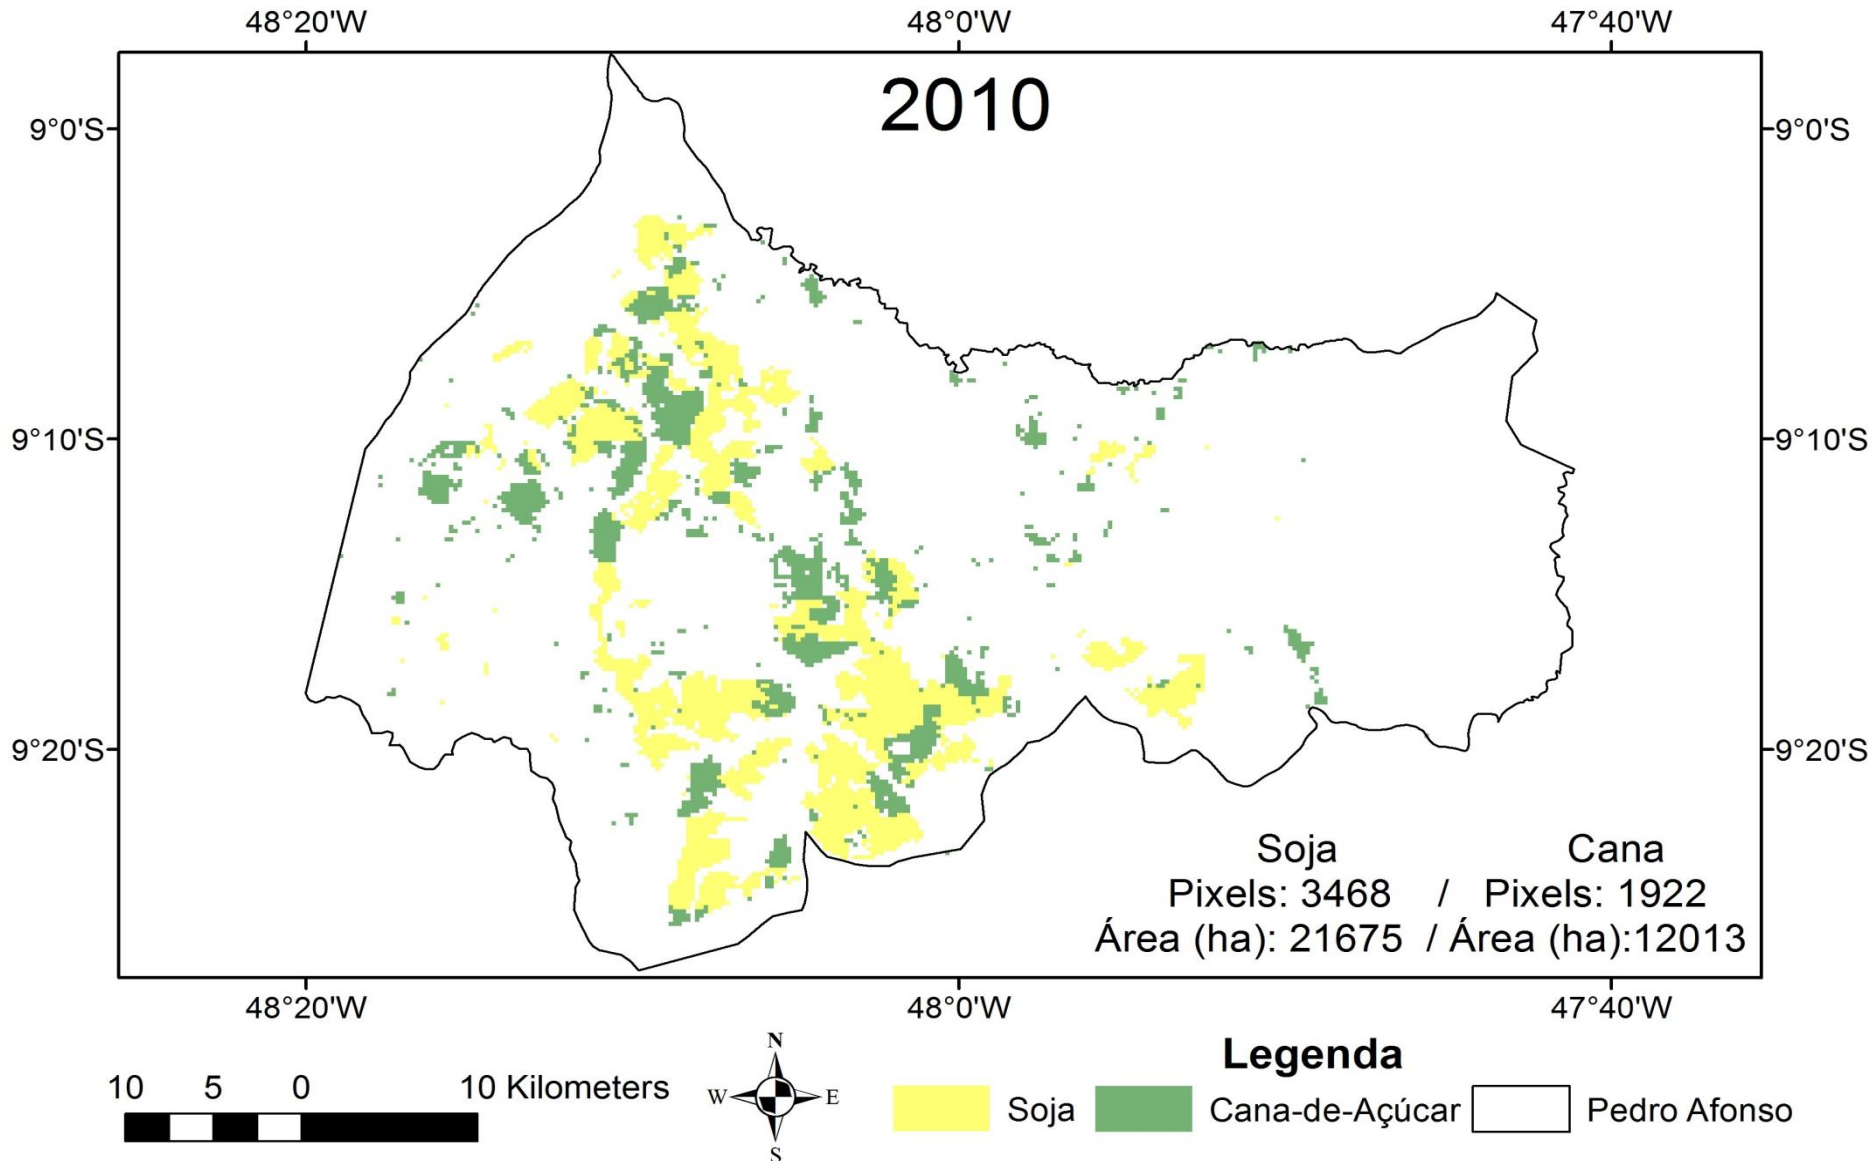 48°20'W 48°0'W 47°40'W
2010
9°0'S 9°0'S
9°10'S 9°10'S
9°20'S 9°20'S
Soja Cana
Pixels: 3468 / Pixels: 1922
Área (ha): 21675 / Área (ha):12013
48°20'W 48°0'W 47°40'W
Legenda
10 5 0 10 Kilometers
N
W E
S
Soja Cana-de-Açúcar Pedro Afonso